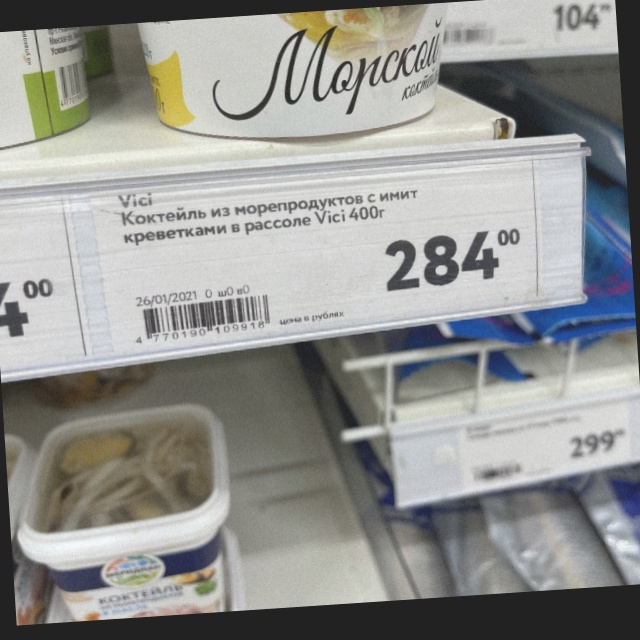 104
Морской
Vici
Коктейль из морепродуктов с имит
креветками в рассоле Vici 400г
284 00
4 00
26/01/2021 0 ш0 в0
4 770190 109918
цена в рублях
299
КОКТЕЙЛЬ